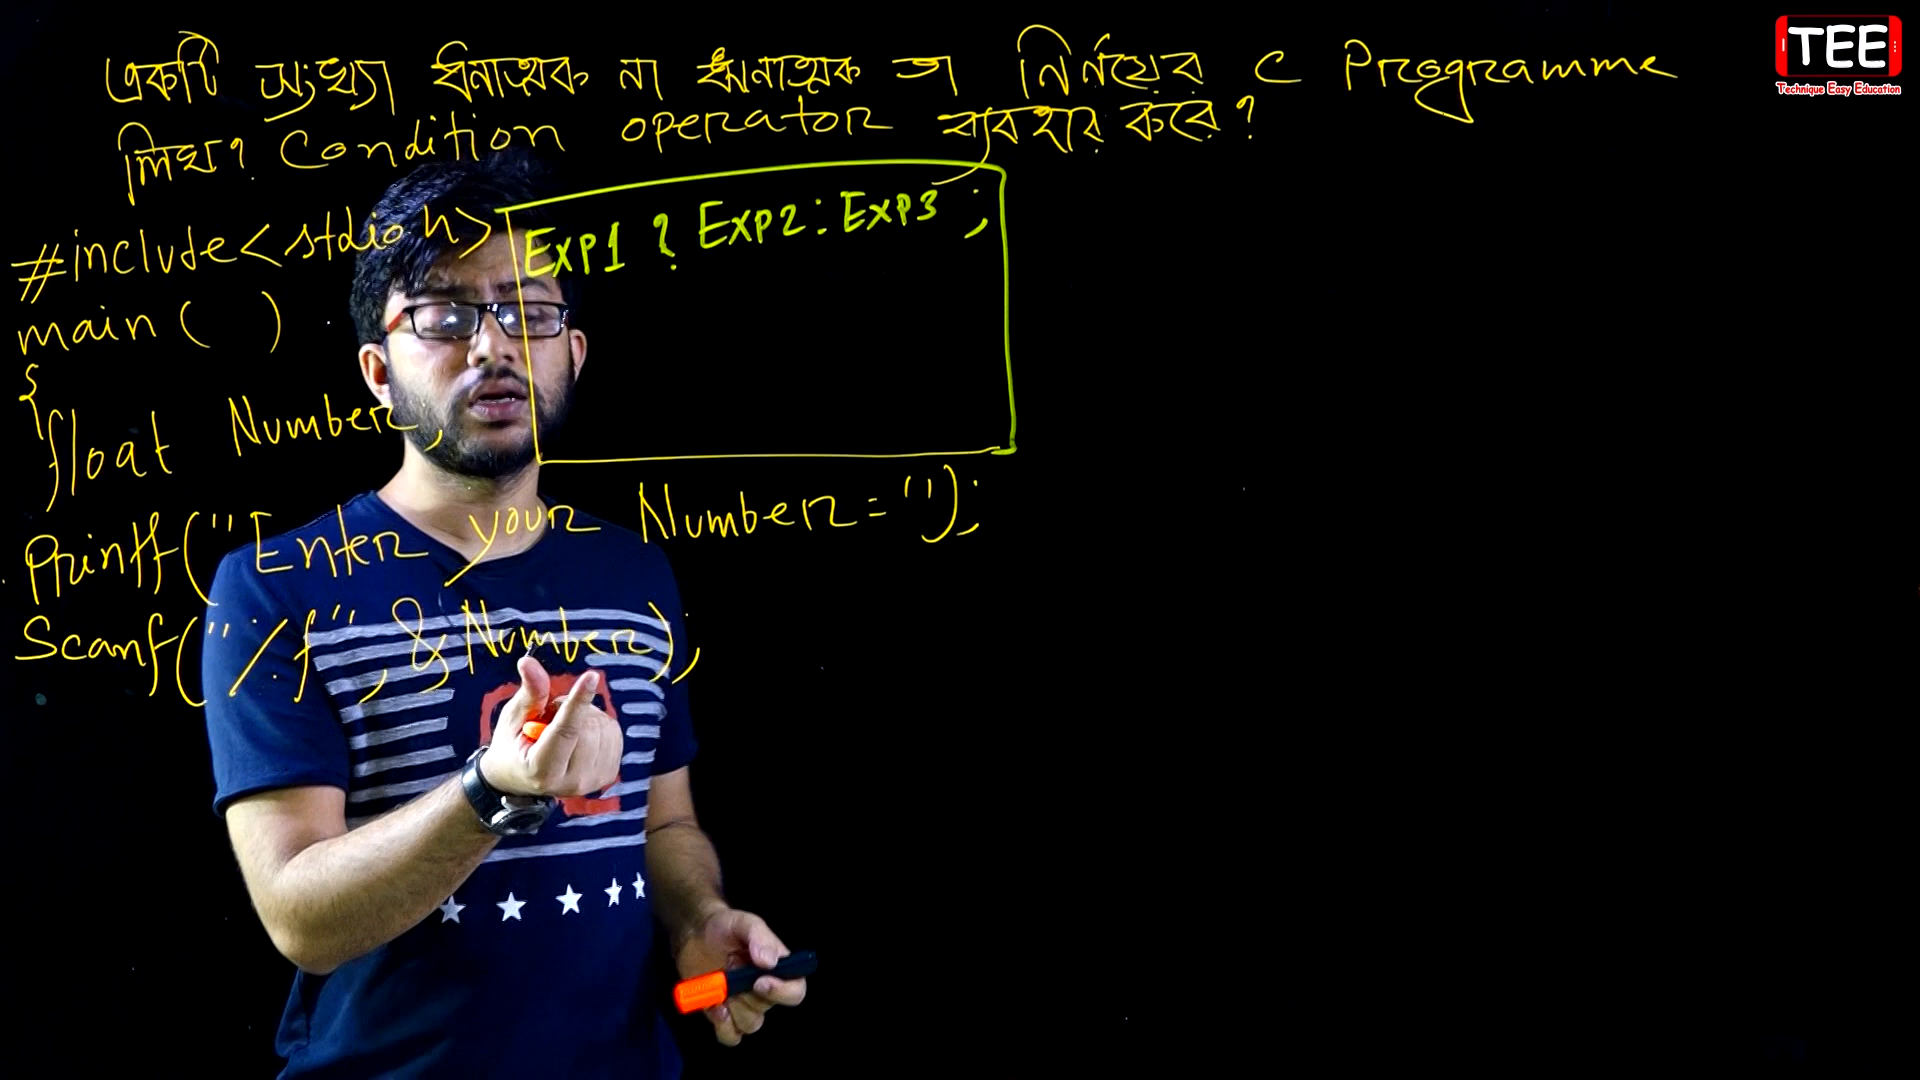 একটি সংখ্যা ধনাত্মক না ঋনাত্মক তা নির্ণয়ের C Programme
লিখ? Condition operator ব্যবহার করে?
#include<stdio.h>
Exp1 ? Exp2 : Exp3 ;
main ( )
{
float Number;
Printf("Enter your Number=");
Scanf("%f", &Number);
TEE
Technique Easy Education